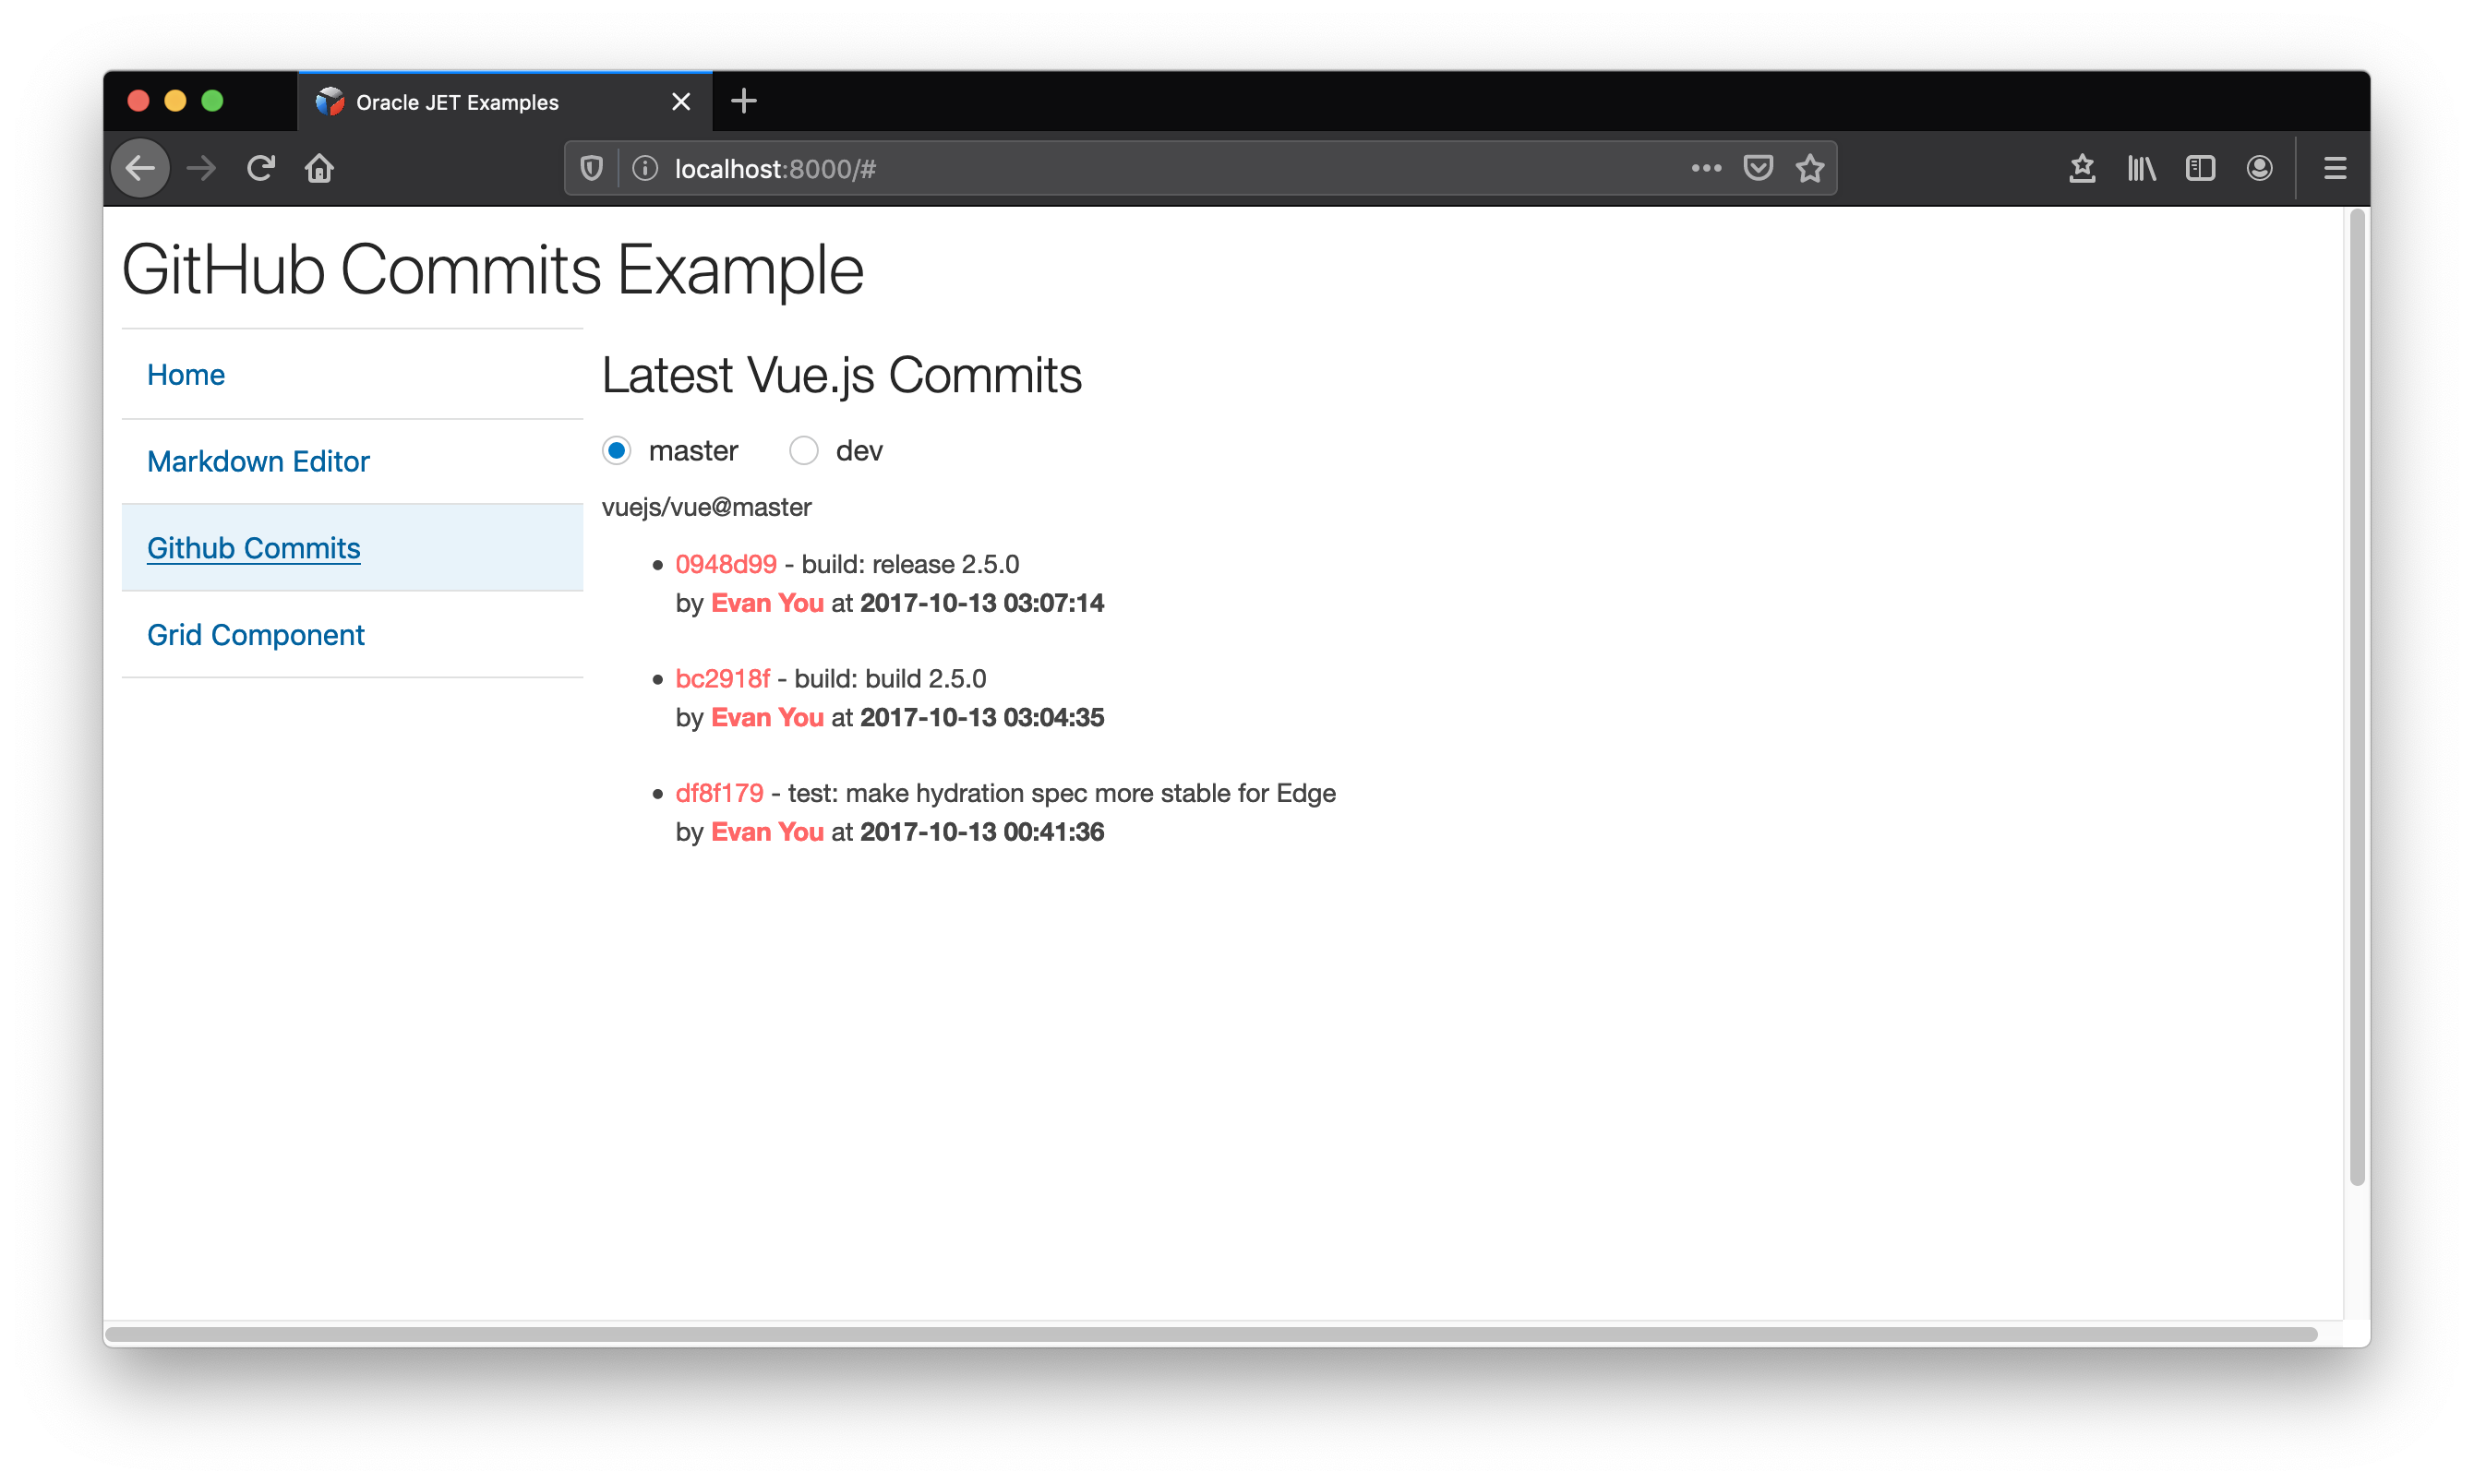 Oracle JET Examples
localhost:8000/#
GitHub Commits Example
Home
Markdown Editor
Github Commits
Grid Component
Latest Vue.js Commits
master dev
vuejs/vue@master
0948d99 - build: release 2.5.0
by Evan You at 2017-10-13 03:07:14
bc2918f - build: build 2.5.0
by Evan You at 2017-10-13 03:04:35
df8f179 - test: make hydration spec more stable for Edge
by Evan You at 2017-10-13 00:41:36